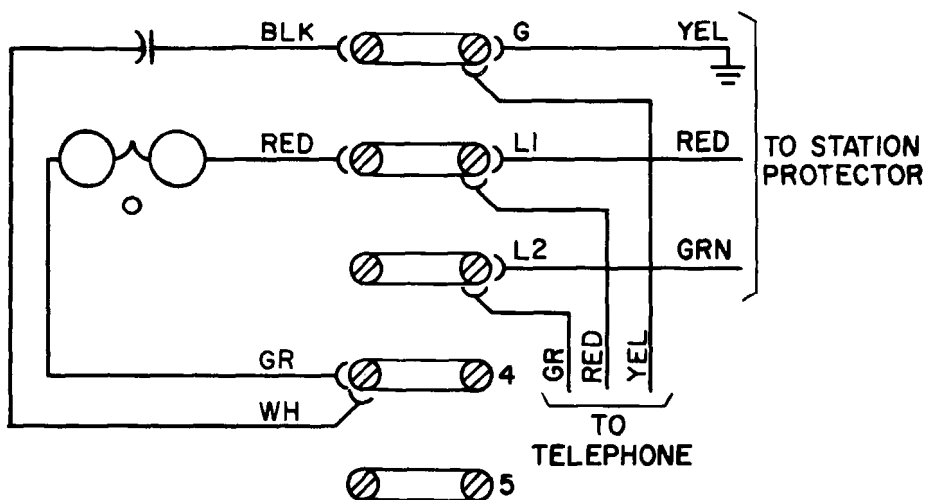 BLK G YEL
RED L1 RED
TO STATION
PROTECTOR
L2 GRN
GR 4
WH
GR RED YEL
TO
TELEPHONE
5